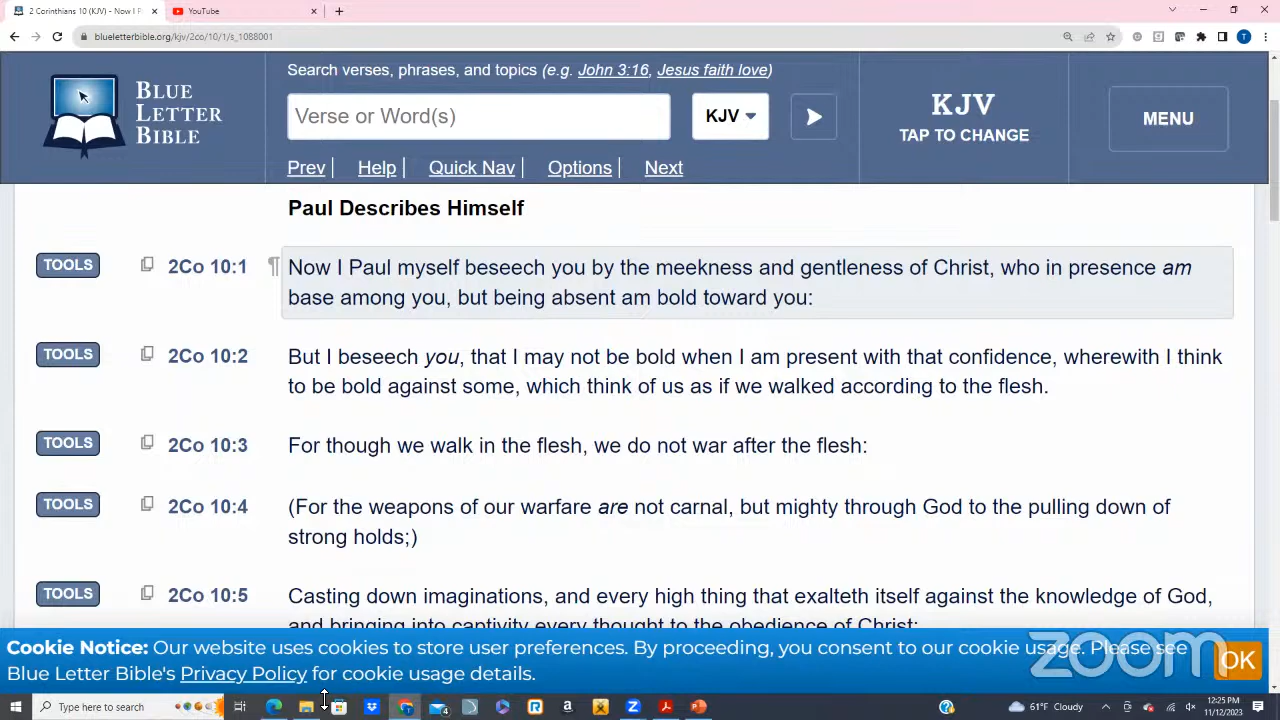 2 Corinthians 10 (KJV) - Now I P
YouTube
blueletterbible.org/kjv/2co/10/1/s_1088001
BLUE
LETTER
BIBLE
Search verses, phrases, and topics (e.g. John 3:16, Jesus faith love)
Verse or Word(s)
KJV
KJV
TAP TO CHANGE
MENU
Prev | Help | Quick Nav | Options | Next
Paul Describes Himself
TOOLS 2Co 10:1 ¶ Now I Paul myself beseech you by the meekness and gentleness of Christ, who in presence am
base among you, but being absent am bold toward you:
TOOLS 2Co 10:2 But I beseech you, that I may not be bold when I am present with that confidence, wherewith I think
to be bold against some, which think of us as if we walked according to the flesh.
TOOLS 2Co 10:3 For though we walk in the flesh, we do not war after the flesh:
TOOLS 2Co 10:4 (For the weapons of our warfare are not carnal, but mighty through God to the pulling down of
strong holds;)
TOOLS 2Co 10:5 Casting down imaginations, and every high thing that exalteth itself against the knowledge of God,
and bringing into captivity every thought to the obedience of Christ;
Cookie Notice: Our website uses cookies to store user preferences. By proceeding, you consent to our cookie usage. Please see
Blue Letter Bible's Privacy Policy for cookie usage details.
OK
zoom
Type here to search
61°F Cloudy
12:25 PM
11/12/2023